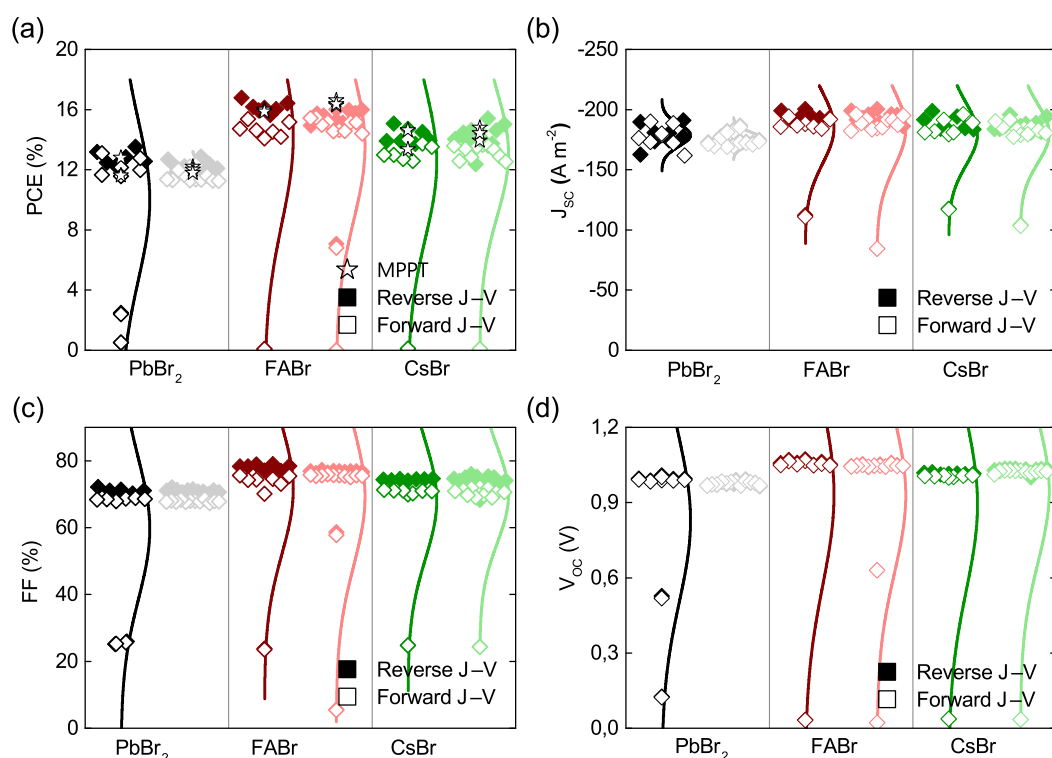 (a)
20
16
12
8
4
0
PCE (%)
MPPT
Reverse J–V
Forward J–V
PbBr2
FABr
CsBr
(b)
-250
-200
-150
-100
-50
0
JSC (A m-2)
Reverse J–V
Forward J–V
PbBr2
FABr
CsBr
(c)
80
60
40
20
0
FF (%)
Reverse J–V
Forward J–V
PbBr2
FABr
CsBr
(d)
1,2
0,9
0,6
0,3
0,0
VOC (V)
Reverse J–V
Forward J–V
PbBr2
FABr
CsBr